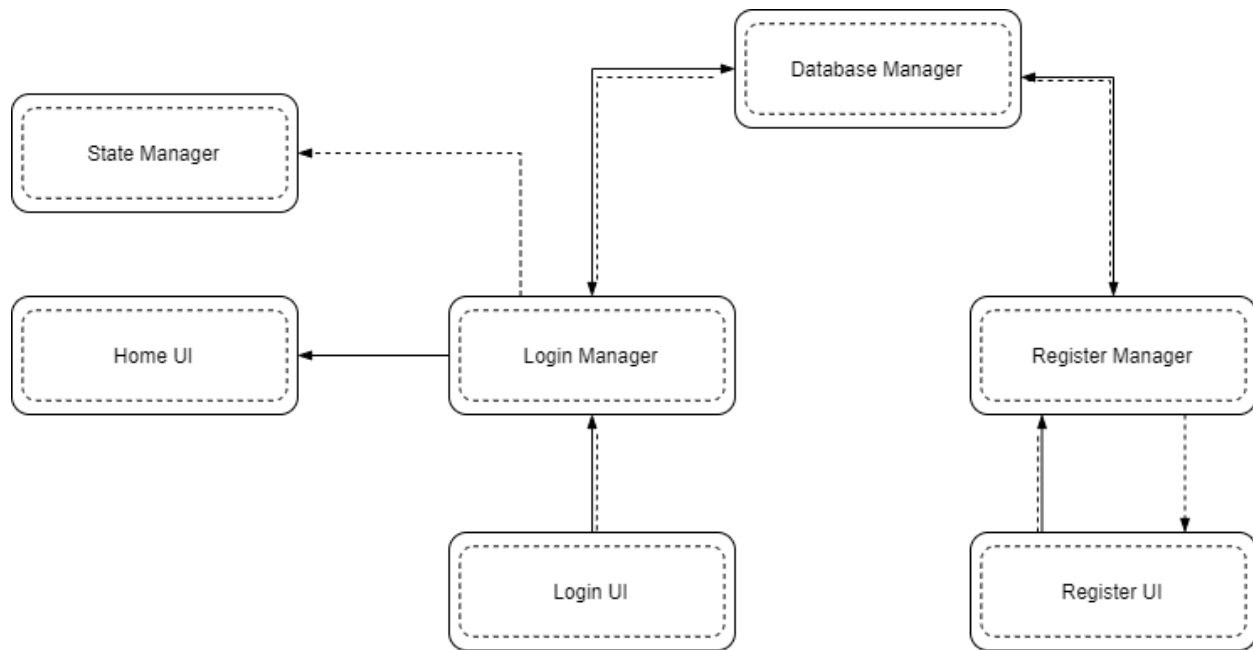 Database Manager
State Manager
Home UI
Login Manager
Register Manager
Login UI
Register UI